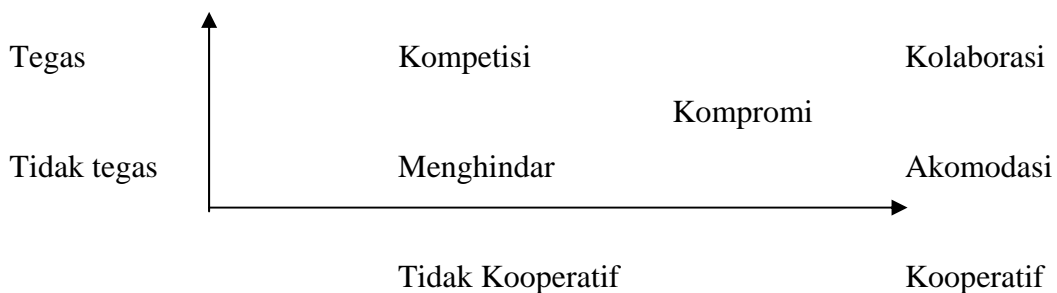 Tegas Kompetisi Kolaborasi
Kompromi
Tidak tegas Menghindar Akomodasi
Tidak Kooperatif Kooperatif